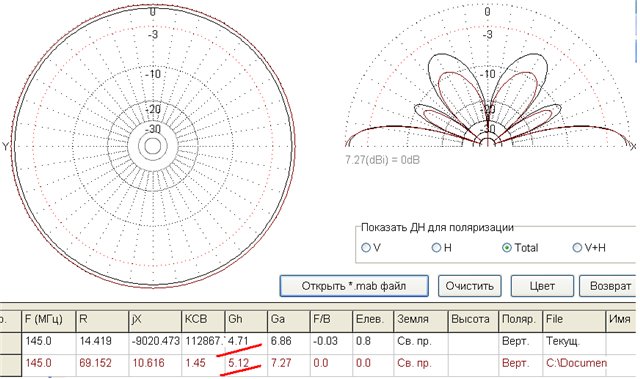 0
-3
-10
-20
-30
Y
0
-3
-10
-20
-30
X
7.27(dBi) = 0dB
Показать ДН для поляризации
V H Total V+H
Открыть *.mab файл Очистить Цвет Возврат
о. F (МГц) R jX КСВ Gh Ga F/B Елев. Земля Высота Поляр. File Имя
145.0 14.419 -9020.473 112867. 4.71 6.86 -0.03 0.8 Св. пр. Верт. Текущ.
145.0 69.152 10.616 1.45 5.12 7.27 0.0 0.0 Св. пр. Верт. C:\Documen